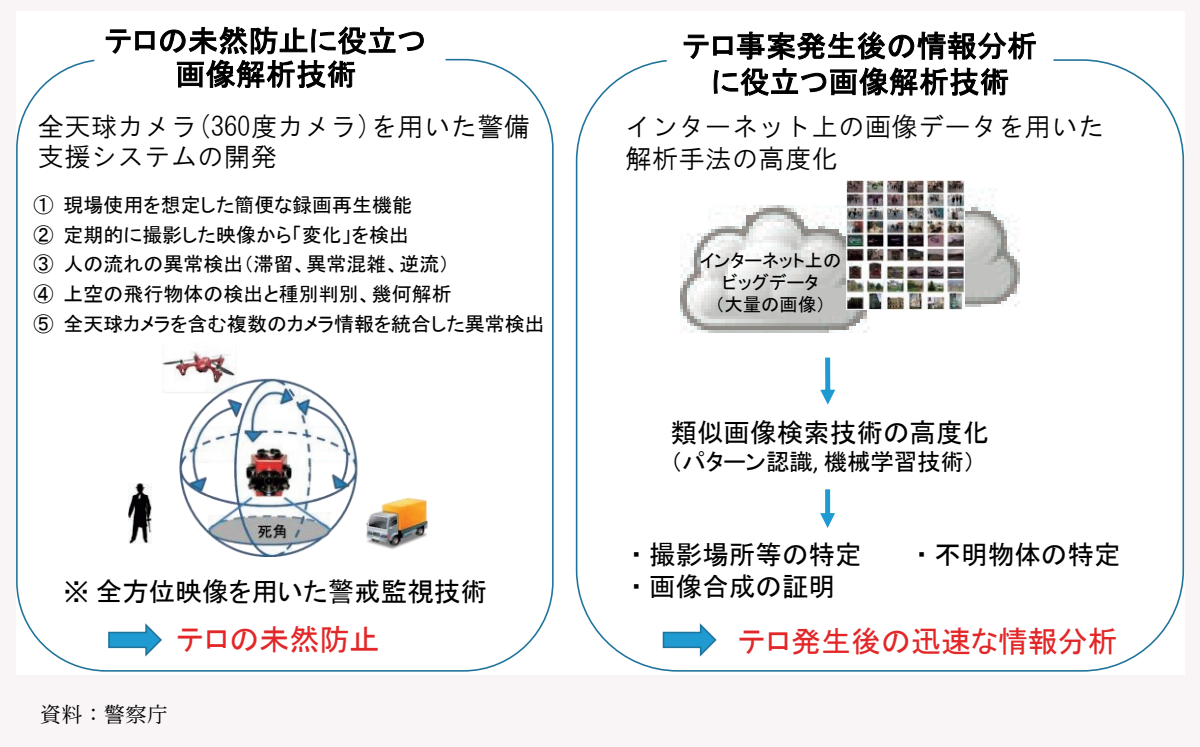 テロの未然防止に役立つ
画像解析技術
全天球カメラ(360度カメラ)を用いた警備
支援システムの開発
① 現場使用を想定した簡便な録画再生機能
② 定期的に撮影した映像から「変化」を検出
③ 人の流れの異常検出（滞留、異常混雑、逆流）
④ 上空の飛行物体の検出と種別判別、幾何解析
⑤ 全天球カメラを含む複数のカメラ情報を統合した異常検出
死角
※ 全方位映像を用いた警戒監視技術
テロの未然防止
テロ事案発生後の情報分析
に役立つ画像解析技術
インターネット上の画像データを用いた
解析手法の高度化
インターネット上の
ビッグデータ
（大量の画像）
類似画像検索技術の高度化
（パターン認識, 機械学習技術）
・撮影場所等の特定 ・不明物体の特定
・画像合成の証明
テロ発生後の迅速な情報分析
資料：警察庁